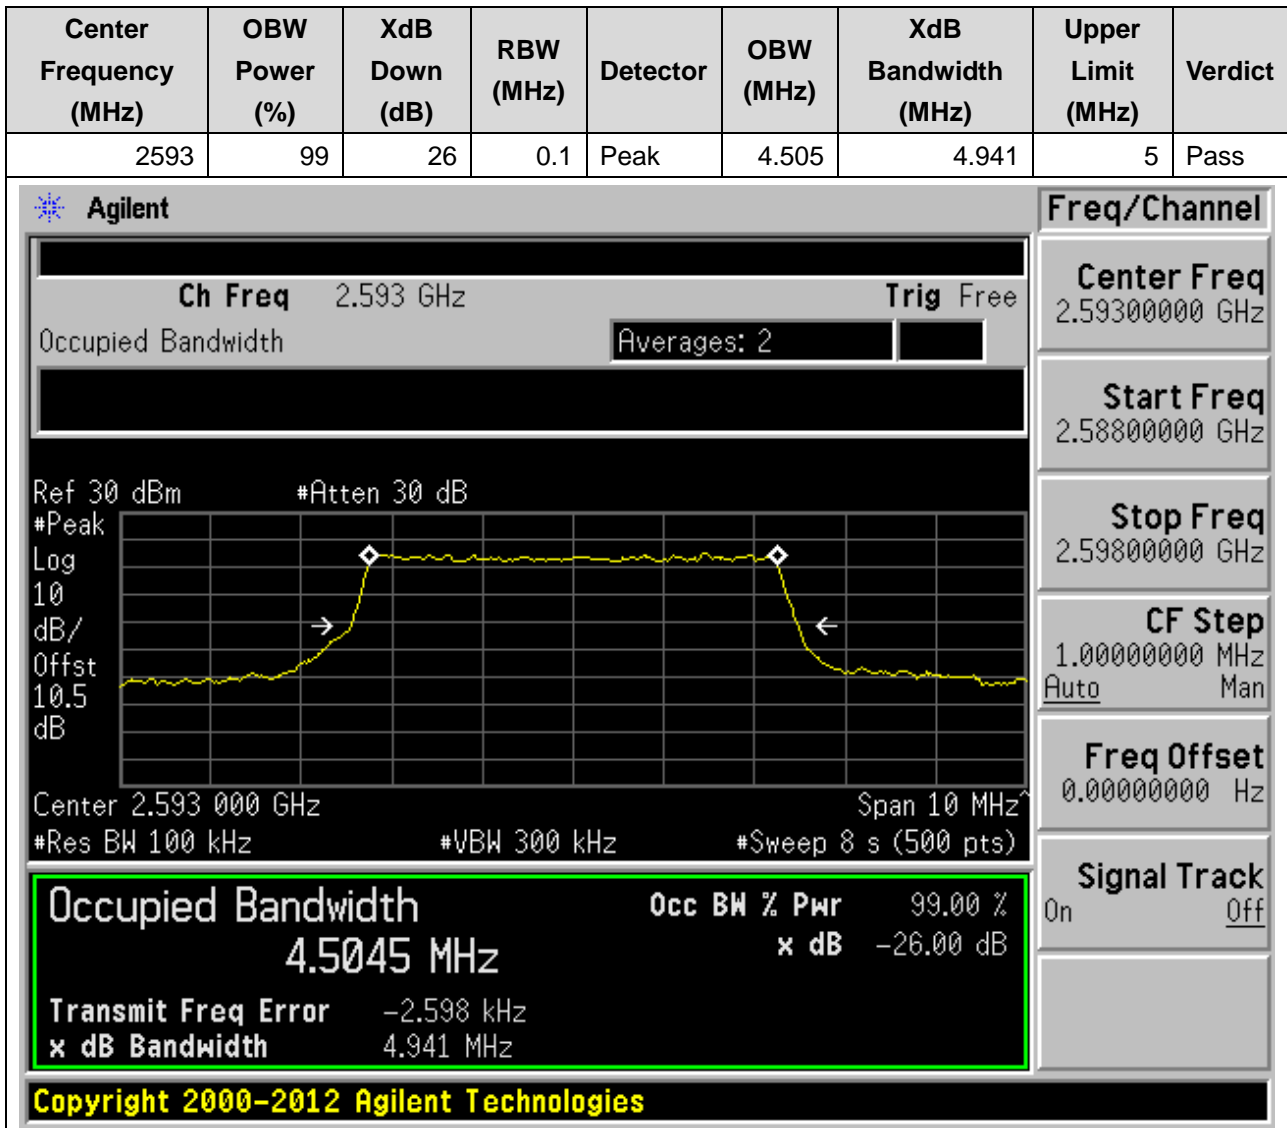 Center Frequency (MHz) OBW Power (%) XdB Down (dB) RBW (MHz) Detector OBW (MHz) XdB Bandwidth (MHz) Upper Limit (MHz) Verdict
2593 99 26 0.1 Peak 4.505 4.941 5 Pass
Agilent
Freq/Channel
Ch Freq 2.593 GHz Trig Free
Occupied Bandwidth Averages: 2
Center Freq
2.59300000 GHz
Start Freq
2.58800000 GHz
Stop Freq
2.59800000 GHz
CF Step
1.00000000 MHz
Auto Man
Freq Offset
0.00000000 Hz
Signal Track
On Off
Ref 30 dBm #Atten 30 dB
#Peak
Log
10
dB/
Offst
10.5
dB
Center 2.593 000 GHz Span 10 MHz^
#Res BW 100 kHz #VBW 300 kHz #Sweep 8 s (500 pts)
Occupied Bandwidth Occ BW % Pwr 99.00 %
4.5045 MHz x dB -26.00 dB
Transmit Freq Error -2.598 kHz
x dB Bandwidth 4.941 MHz
Copyright 2000-2012 Agilent Technologies